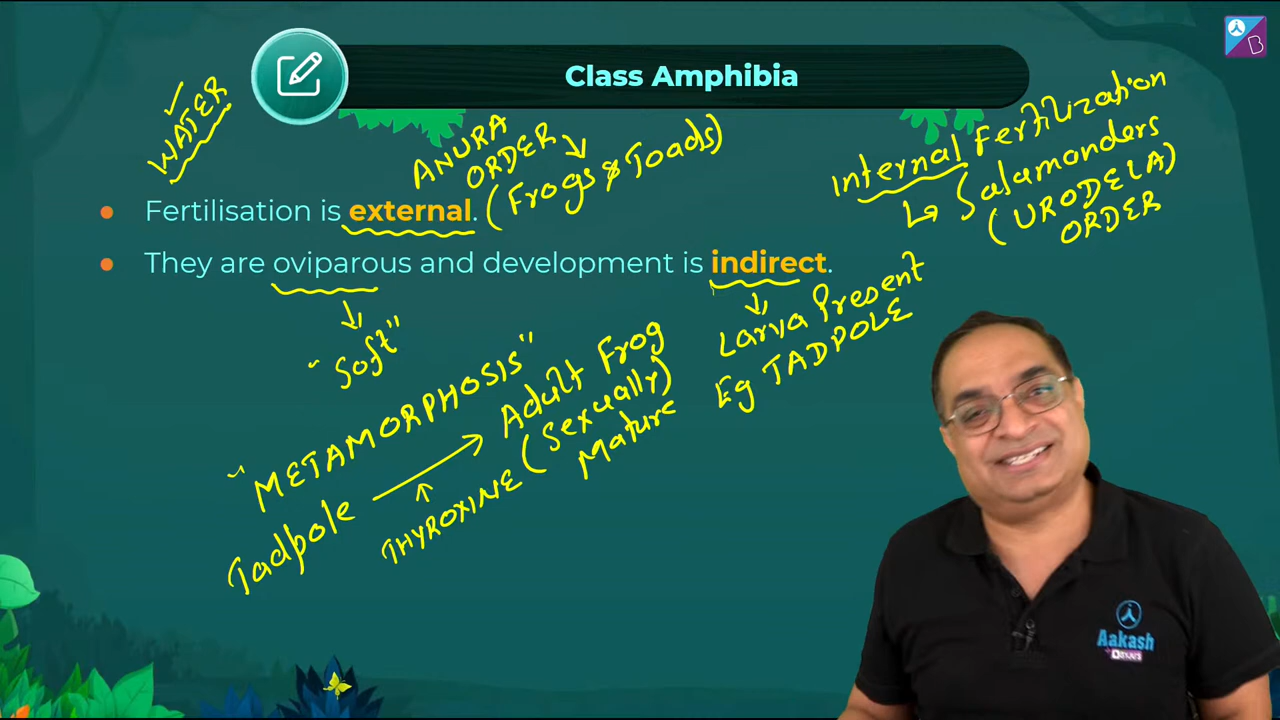 Class Amphibia
WATER
ANURA
ORDER
(Frogs & Toads)
Internal Fertilization
Salamanders
(URODELA)
ORDER
Fertilisation is external.
They are oviparous and development is indirect.
"Soft"
Larva Present
Eg TADPOLE
"METAMORPHOSIS"
Tadpole
THYROXINE
Adult Frog
(Sexually)
Mature
Aakash
B